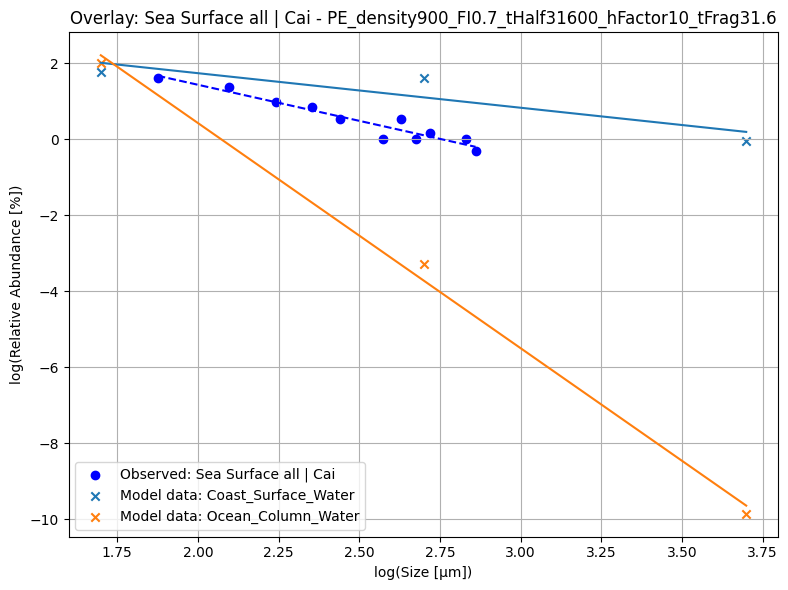 Overlay: Sea Surface all | Cai - PE_density900_FI0.7_tHalf31600_hFactor10_tFrag31.6
log(Relative Abundance [%])
2
0
−2
−4
−6
−8
−10
Observed: Sea Surface all | Cai
Model data: Coast_Surface_Water
Model data: Ocean_Column_Water
1.75 2.00 2.25 2.50 2.75 3.00 3.25 3.50 3.75
log(Size [μm])